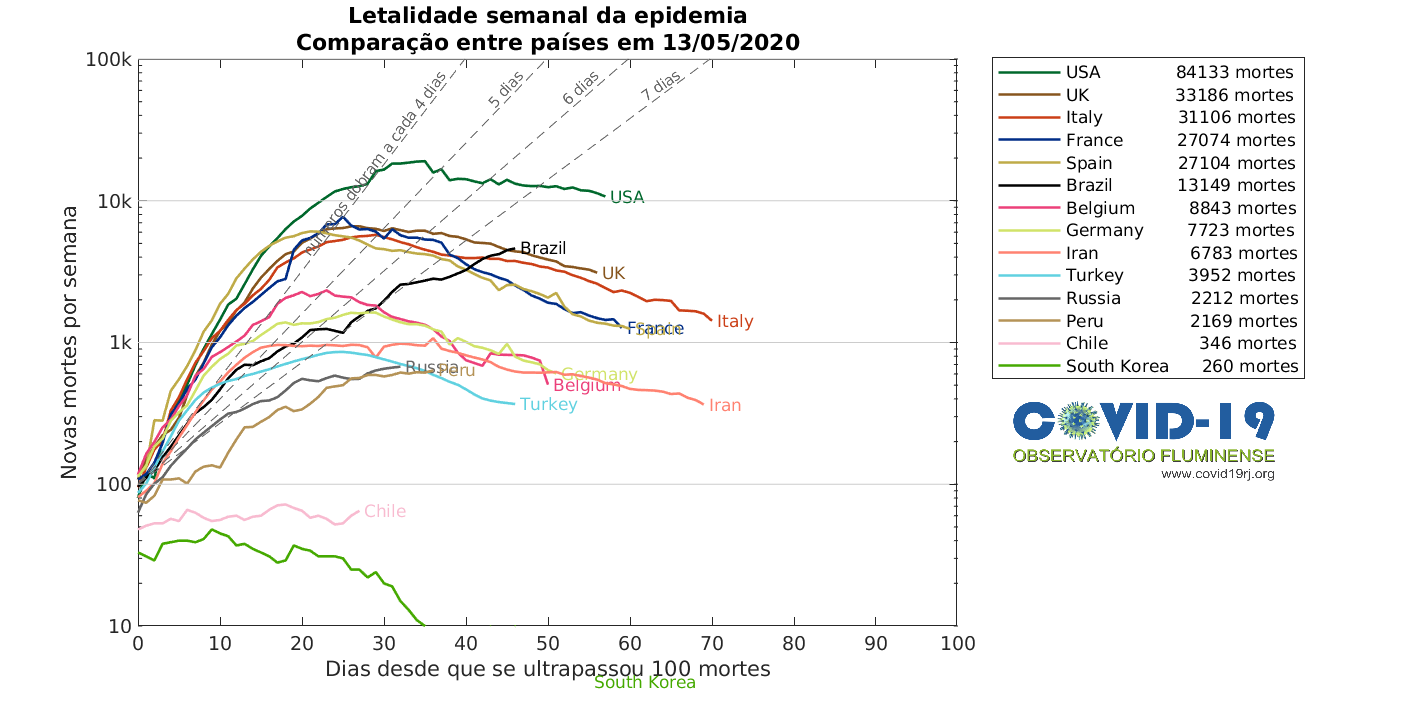 Letalidade semanal da epidemia
Comparação entre países em 13/05/2020
Novas mortes por semana
100k
10k
1k
100
10
números dobram a cada 4 dias
5 dias
6 dias
7 dias
USA
Brazil
UK
Italy
France
Spain
Russia
Peru
Germany
Belgium
Turkey
Iran
Chile
0 10 20 30 40 50 60 70 80 90 100
Dias desde que se ultrapassou 100 mortes
South Korea
USA 84133 mortes
UK 33186 mortes
Italy 31106 mortes
France 27074 mortes
Spain 27104 mortes
Brazil 13149 mortes
Belgium 8843 mortes
Germany 7723 mortes
Iran 6783 mortes
Turkey 3952 mortes
Russia 2212 mortes
Peru 2169 mortes
Chile 346 mortes
South Korea 260 mortes
COVID-19
OBSERVATÓRIO FLUMINENSE
www.covid19rj.org